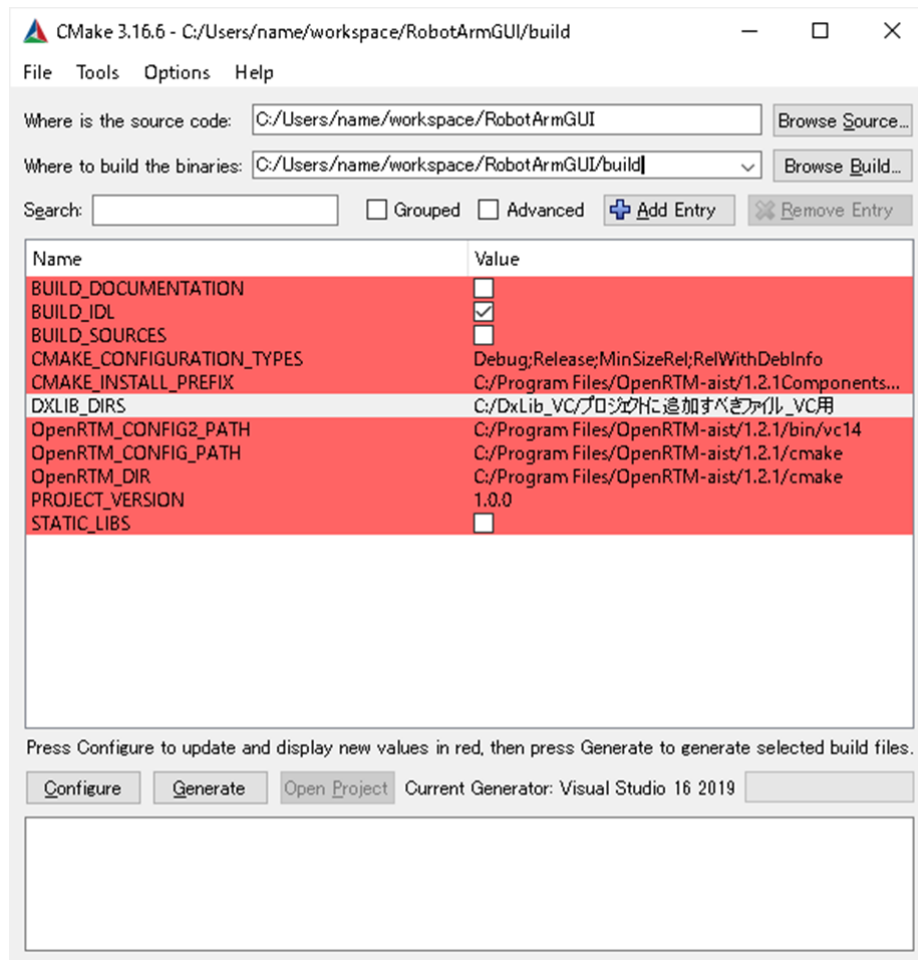 CMake 3.16.6 - C:/Users/name/workspace/RobotArmGUI/build
File Tools Options Help
Where is the source code: C:/Users/name/workspace/RobotArmGUI Browse Source...
Where to build the binaries: C:/Users/name/workspace/RobotArmGUI/build Browse Build...
Search: Grouped Advanced Add Entry Remove Entry
Name Value
BUILD_DOCUMENTATION
BUILD_IDL
BUILD_SOURCES
CMAKE_CONFIGURATION_TYPES Debug;Release;MinSizeRel;RelWithDebInfo
CMAKE_INSTALL_PREFIX C:/Program Files/OpenRTM-aist/1.2.1Components...
DXLIB_DIRS C:/DxLib_VC/プロジェクトに追加すべきファイル_VC用
OpenRTM_CONFIG2_PATH C:/Program Files/OpenRTM-aist/1.2.1/bin/vc14
OpenRTM_CONFIG_PATH C:/Program Files/OpenRTM-aist/1.2.1/cmake
OpenRTM_DIR C:/Program Files/OpenRTM-aist/1.2.1/cmake
PROJECT_VERSION 1.0.0
STATIC_LIBS
Press Configure to update and display new values in red, then press Generate to generate selected build files.
Configure Generate Open Project Current Generator: Visual Studio 16 2019